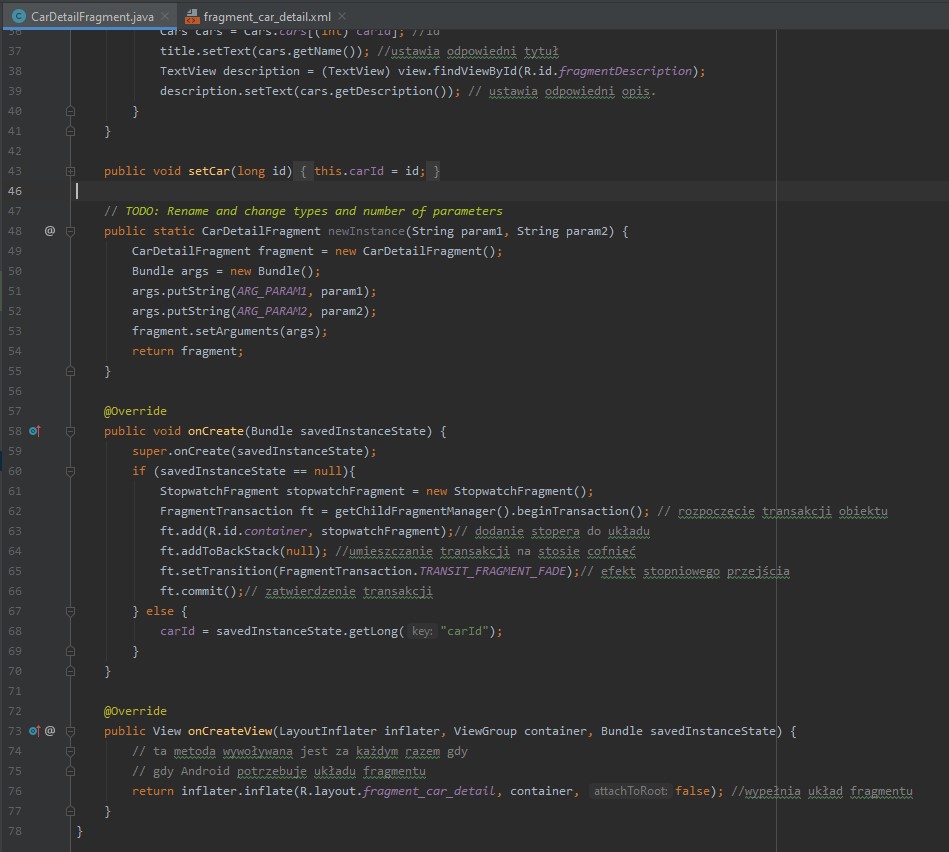 CarDetailFragment.java × fragment_car_detail.xml ×
36 Cars cars = Cars.cars[(int) carId]; //id
37 title.setText(cars.getName()); //ustawia odpowiedni tytuł
38 TextView description = (TextView) view.findViewById(R.id.fragmentDescription);
39 description.setText(cars.getDescription()); // ustawia odpowiedni opis.
40 }
41 }
42
43 public void setCar(long id) { this.carId = id; }
46
47 // TODO: Rename and change types and number of parameters
48 @ public static CarDetailFragment newInstance(String param1, String param2) {
49 CarDetailFragment fragment = new CarDetailFragment();
50 Bundle args = new Bundle();
51 args.putString(ARG_PARAM1, param1);
52 args.putString(ARG_PARAM2, param2);
53 fragment.setArguments(args);
54 return fragment;
55 }
56
57 @Override
58 public void onCreate(Bundle savedInstanceState) {
59 super.onCreate(savedInstanceState);
60 if (savedInstanceState == null){
61 StopwatchFragment stopwatchFragment = new StopwatchFragment();
62 FragmentTransaction ft = getChildFragmentManager().beginTransaction(); // rozpoczęcie transakcji obiektu
63 ft.add(R.id.container, stopwatchFragment);// dodanie stopera do układu
64 ft.addToBackStack(null); //umieszczanie transakcji na stosie cofnięć
65 ft.setTransition(FragmentTransaction.TRANSIT_FRAGMENT_FADE);// efekt stopniowego przejścia
66 ft.commit();// zatwierdzenie transakcji
67 } else {
68 carId = savedInstanceState.getLong( key: "carId");
69 }
70 }
71
72 @Override
73 @ public View onCreateView(LayoutInflater inflater, ViewGroup container, Bundle savedInstanceState) {
74 // ta metoda wywoływana jest za każdym razem gdy
75 // gdy Android potrzebuje układu fragmentu
76 return inflater.inflate(R.layout.fragment_car_detail, container, attachToRoot: false); //wypełnia układ fragmentu
77 }
78 }